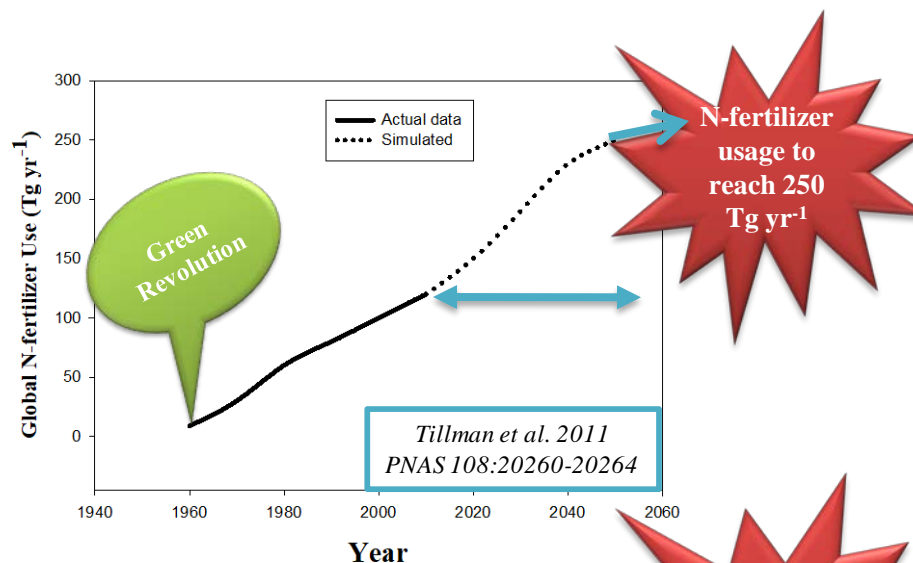 300
250
200
150
100
50
0
Global N-fertilizer Use (Tg yr⁻¹)
Actual data
Simulated
Green
Revolution
N-fertilizer
usage to
reach 250
Tg yr⁻¹
Tillman et al. 2011
PNAS 108:20260-20264
1940 1960 1980 2000 2020 2040 2060
Year